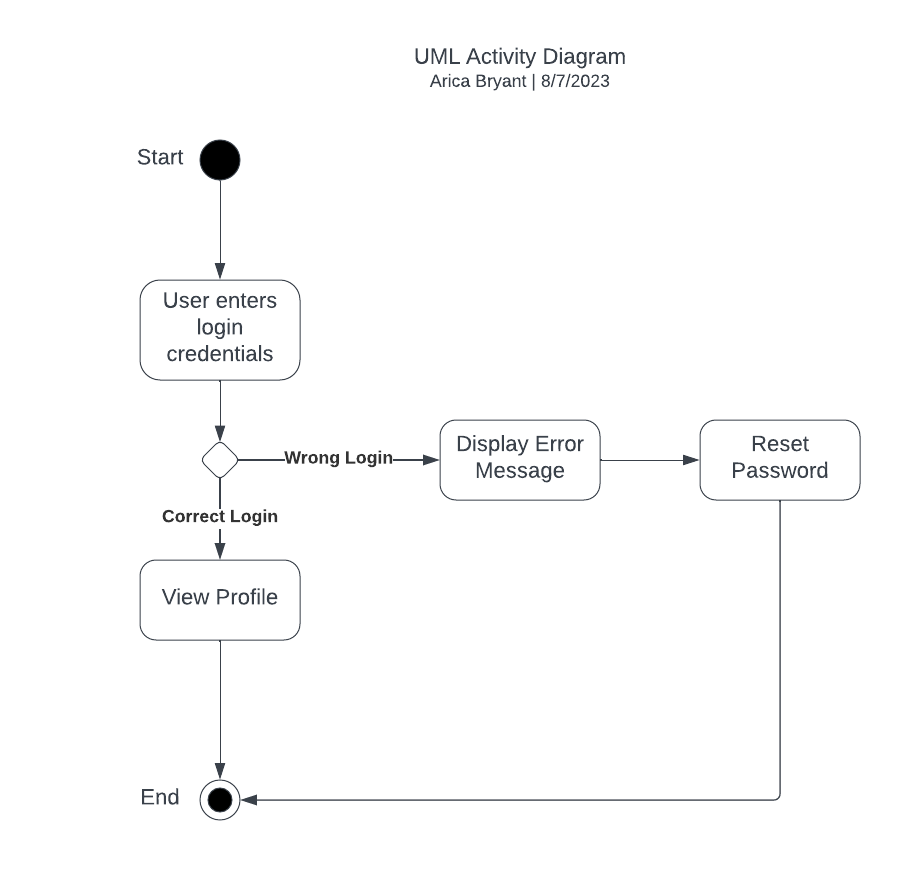 UML Activity Diagram
Arica Bryant | 8/7/2023
Start
User enters
login
credentials
Wrong Login
Display Error
Message
Reset
Password
Correct Login
View Profile
End